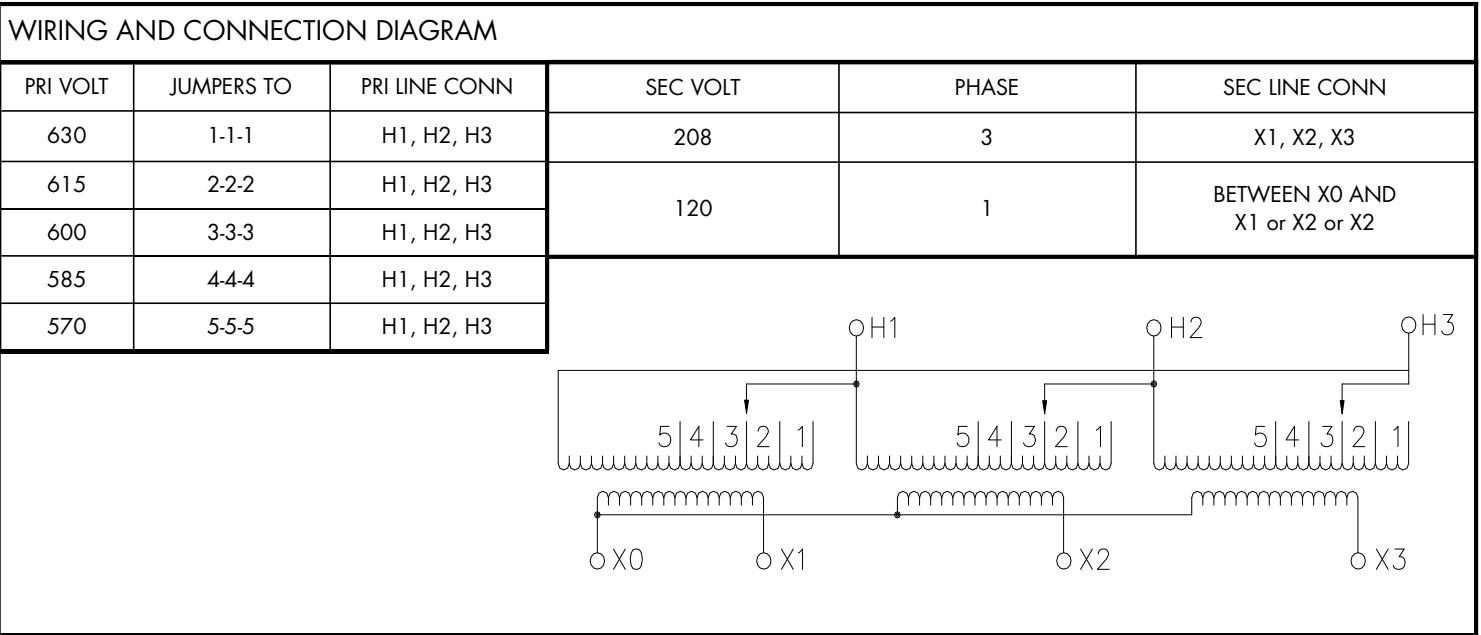 WIRING AND CONNECTION DIAGRAM
PRI VOLT JUMPERS TO PRI LINE CONN SEC VOLT PHASE SEC LINE CONN
630 1-1-1 H1, H2, H3 208 3 X1, X2, X3
615 2-2-2 H1, H2, H3
120 1 BETWEEN X0 AND
X1 or X2 or X2
600 3-3-3 H1, H2, H3
585 4-4-4 H1, H2, H3
570 5-5-5 H1, H2, H3
H1 H2 H3
5 4 3 2 1 5 4 3 2 1 5 4 3 2 1
X0 X1 X2 X3